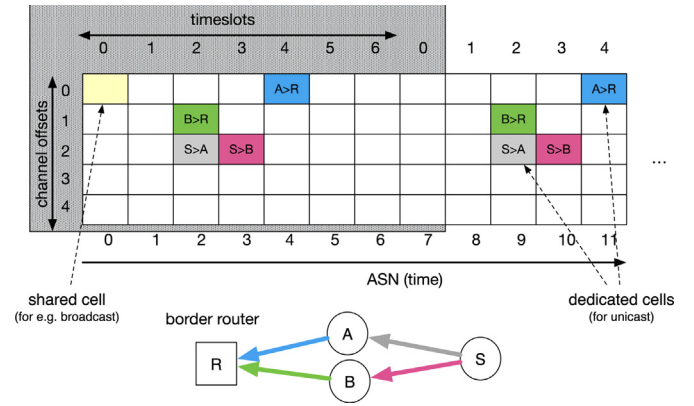 timeslots
0 1 2 3 4 5 6 0 1 2 3 4
channel offsets
0 A>R A>R
1 B>R B>R
2 S>A S>B S>A S>B ...
3
4
0 1 2 3 4 5 6 7 8 9 10 11
ASN (time)
shared cell
(for e.g. broadcast)
dedicated cells
(for unicast)
border router
R
A
B
S